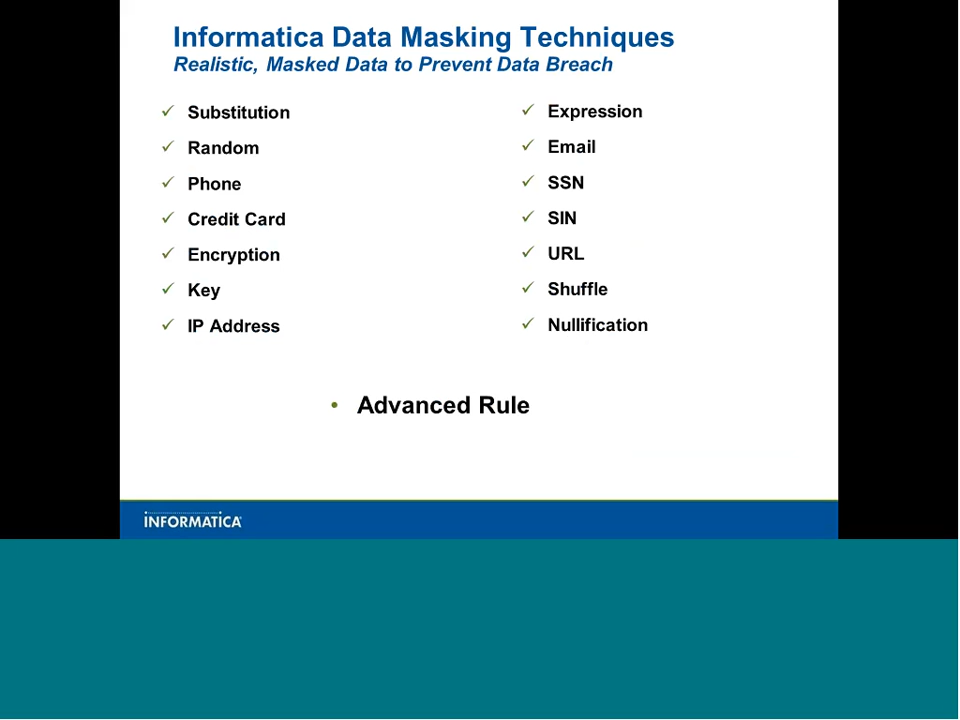 Informatica Data Masking Techniques
Realistic, Masked Data to Prevent Data Breach
✓ Substitution
✓ Random
✓ Phone
✓ Credit Card
✓ Encryption
✓ Key
✓ IP Address
✓ Expression
✓ Email
✓ SSN
✓ SIN
✓ URL
✓ Shuffle
✓ Nullification
• Advanced Rule
INFORMATICA